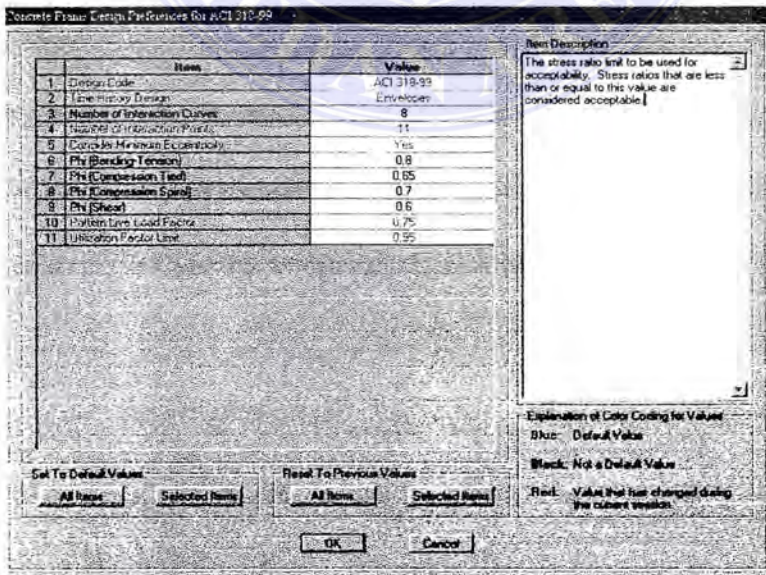 Concrete Frame Design Preferences for ACI 318-99
Item Value
1 Design Code ACI 318-99
2 Time History Design Envelopes
3 Number of Interaction Curves 8
4 Number of Interaction Points 11
5 Consider Minimum Eccentricity Yes
6 Phi (Bending-Tension) 0.8
7 Phi (Compression Tied) 0.65
8 Phi (Compression Spiral) 0.7
9 Phi (Shear) 0.6
10 Pattern Live Load Factor 0.75
11 Utilization Factor Limit 0.95
Set To Default Values
All Items Selected Items
Reset To Previous Values
All Items Selected Items
Item Description
The stress ratio limit to be used for
acceptability. Stress ratios that are less
than or equal to this value are
considered acceptable.
Explanation of Color Coding for Values
Blue: Default Value
Black: Not a Default Value
Red: Value that has changed during
the current session
OK Cancel